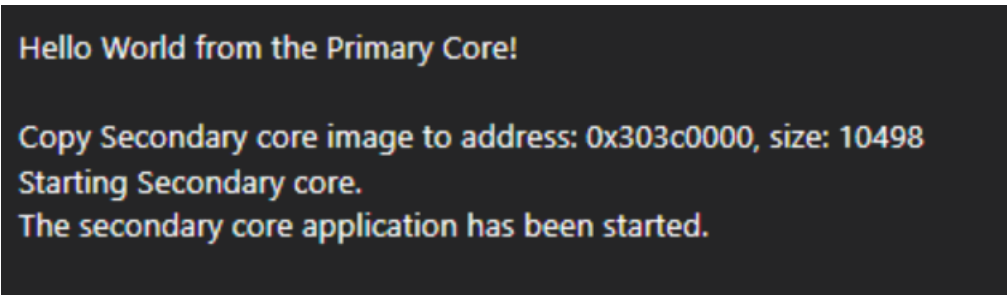 Hello World from the Primary Core!
Copy Secondary core image to address: 0x303c0000, size: 10498
Starting Secondary core.
The secondary core application has been started.